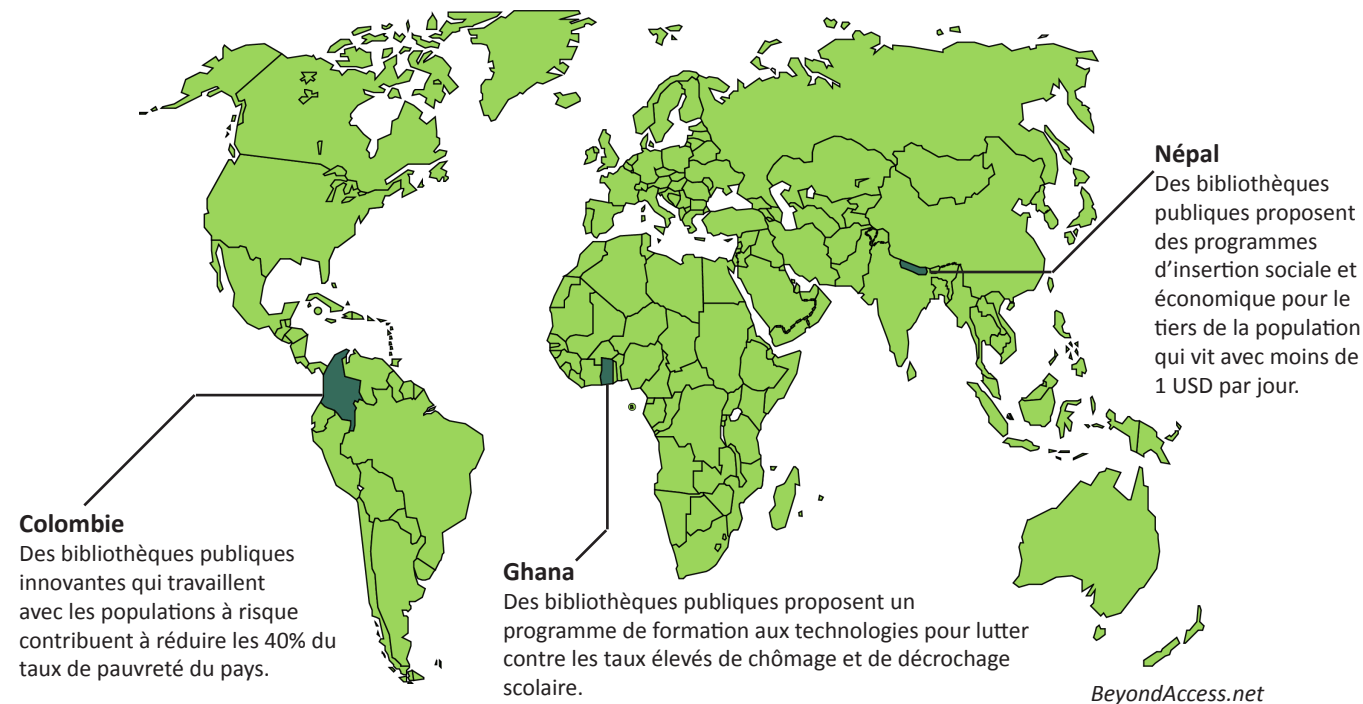 Népal
Des bibliothèques
publiques proposent
des programmes
d’insertion sociale et
économique pour le
tiers de la population
qui vit avec moins de
1 USD par jour.
Colombie
Des bibliothèques publiques
innovantes qui travaillent
avec les populations à risque
contribuent à réduire les 40% du
taux de pauvreté du pays.
Ghana
Des bibliothèques publiques proposent un
programme de formation aux technologies pour lutter
contre les taux élevés de chômage et de décrochage
scolaire.
BeyondAccess.net